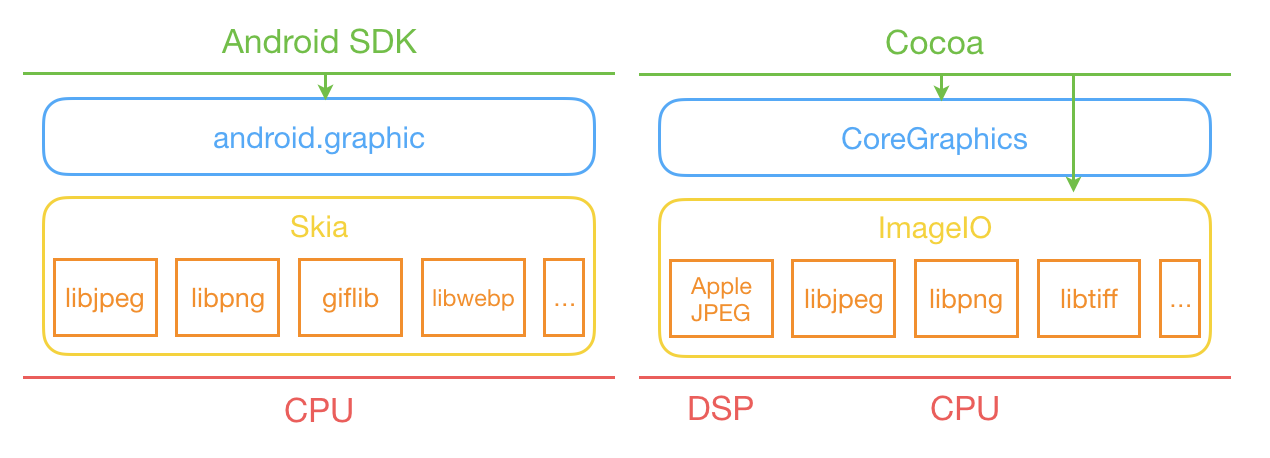 Android SDK
android.graphic
Skia
libjpeg
libpng
giflib
libwebp
...
CPU
Cocoa
CoreGraphics
ImageIO
Apple
JPEG
libjpeg
libpng
libtiff
...
DSP
CPU